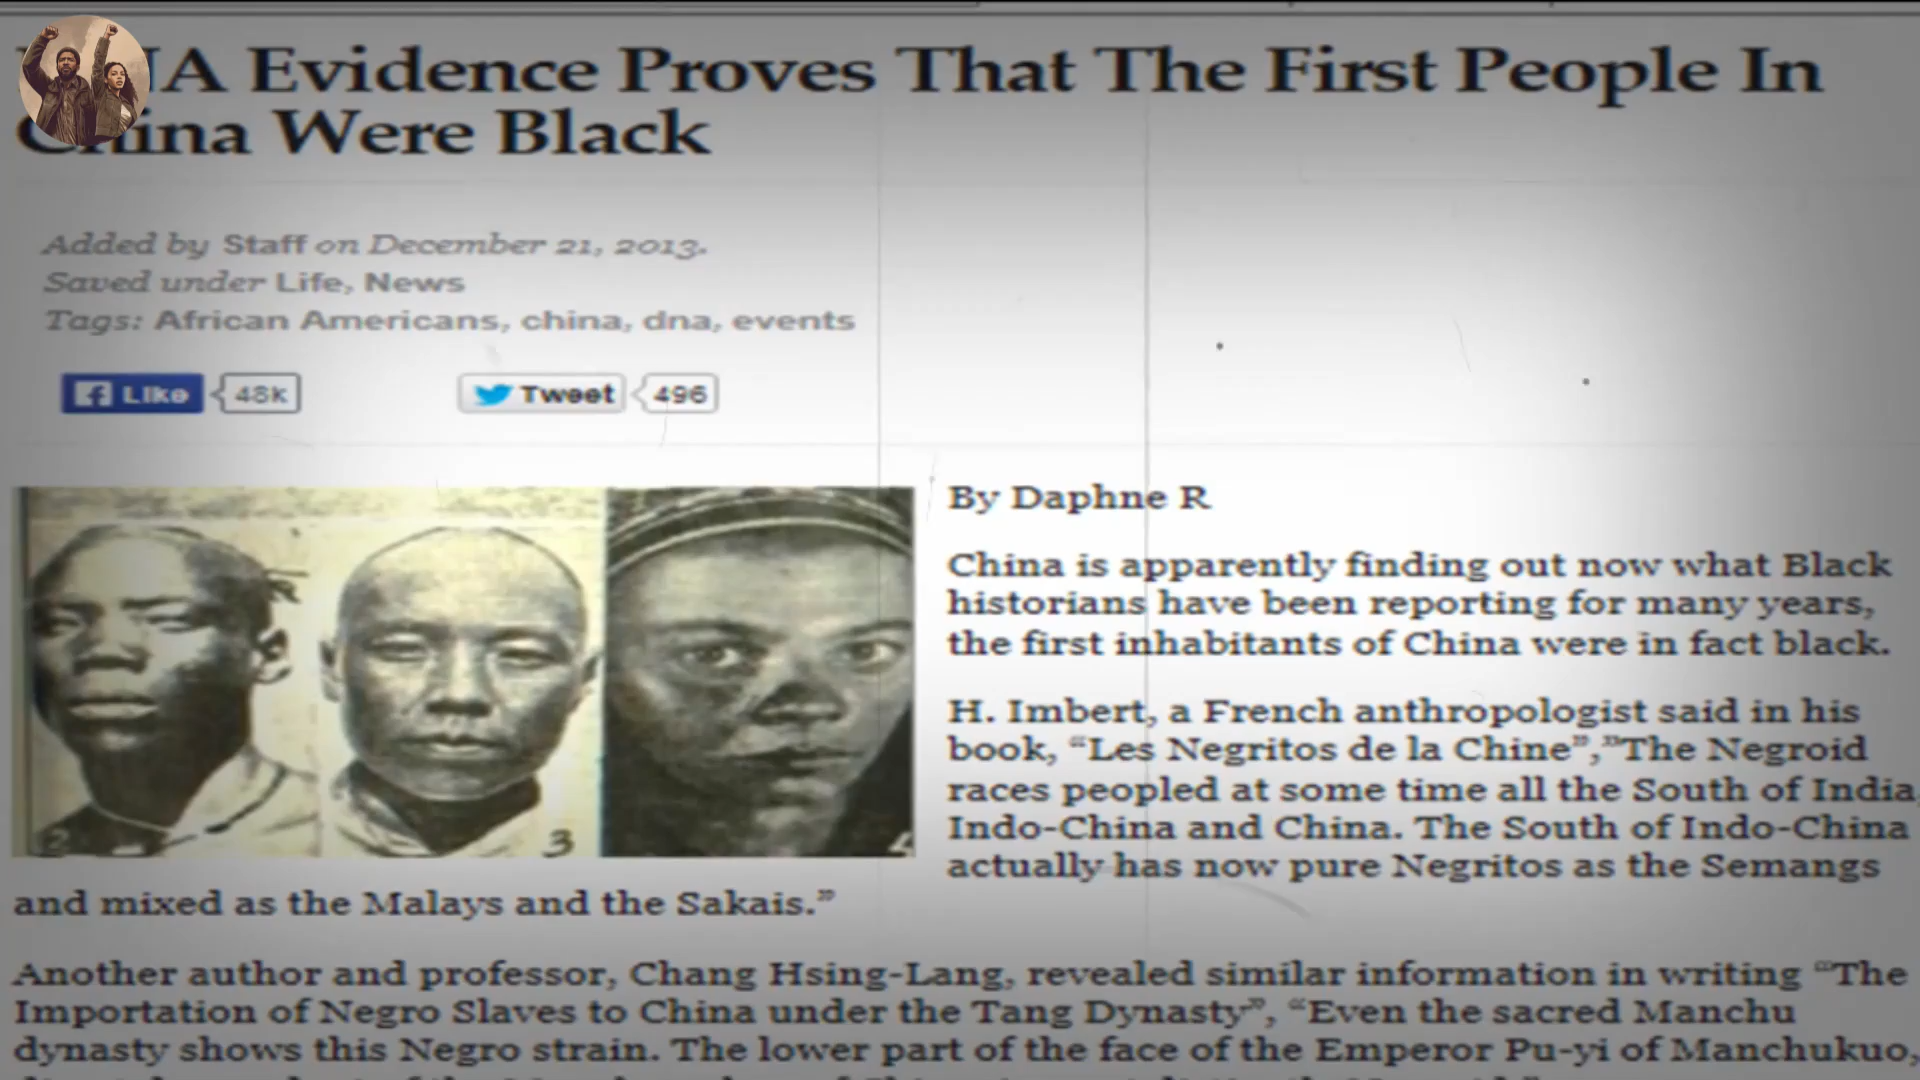 NA Evidence Proves That The First People In
China Were Black
Added by Staff on December 21, 2013.
Saved under Life, News
Tags: African Americans, china, dna, events
Like 48k Tweet 496
By Daphne R
China is apparently finding out now what Black
historians have been reporting for many years,
the first inhabitants of China were in fact black.
H. Imbert, a French anthropologist said in his
book, “Les Negritos de la Chine”,”The Negroid
races peopled at some time all the South of India,
Indo-China and China. The South of Indo-China
actually has now pure Negritos as the Semangs
2 3 4
and mixed as the Malays and the Sakais.”
Another author and professor, Chang Hsing-Lang, revealed similar information in writing “The
Importation of Negro Slaves to China under the Tang Dynasty”, “Even the sacred Manchu
dynasty shows this Negro strain. The lower part of the face of the Emperor Pu-yi of Manchukuo,